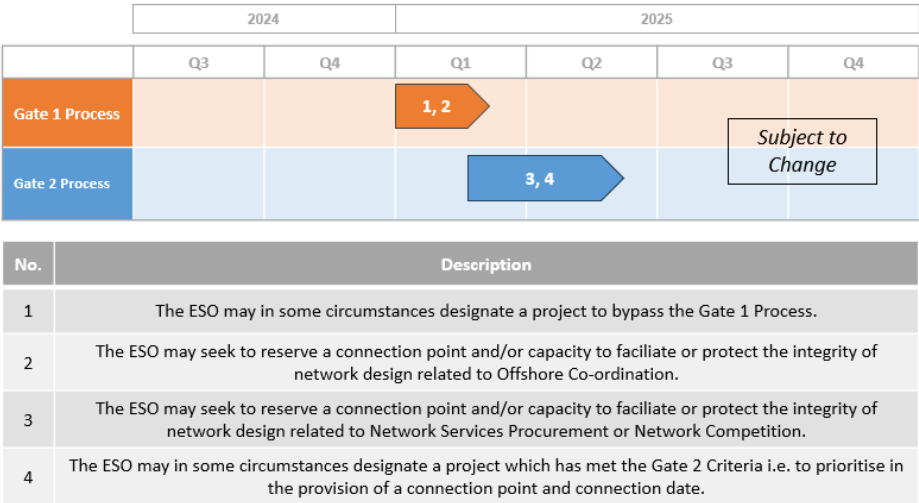 2024 2025
Q3 Q4 Q1 Q2 Q3 Q4
Gate 1 Process
1, 2
Gate 2 Process
3, 4
Subject to
Change
No. Description
1 The ESO may in some circumstances designate a project to bypass the Gate 1 Process.
2 The ESO may seek to reserve a connection point and/or capacity to faciliate or protect the integrity of
network design related to Offshore Co-ordination.
3 The ESO may seek to reserve a connection point and/or capacity to faciliate or protect the integrity of
network design related to Network Services Procurement or Network Competition.
4 The ESO may in some circumstances designate a project which has met the Gate 2 Criteria i.e. to prioritise in
the provision of a connection point and connection date.